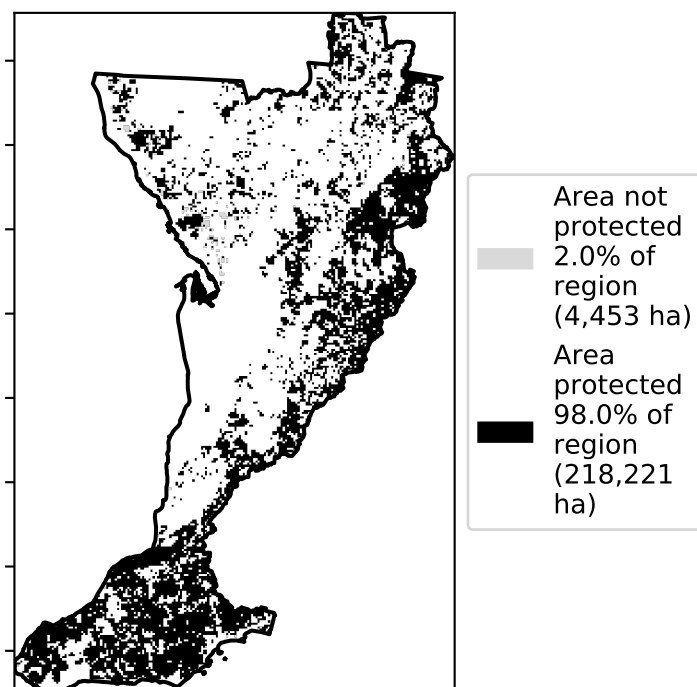 Area not
protected
2.0% of
region
(4,453 ha)
Area
protected
98.0% of
region
(218,221
ha)